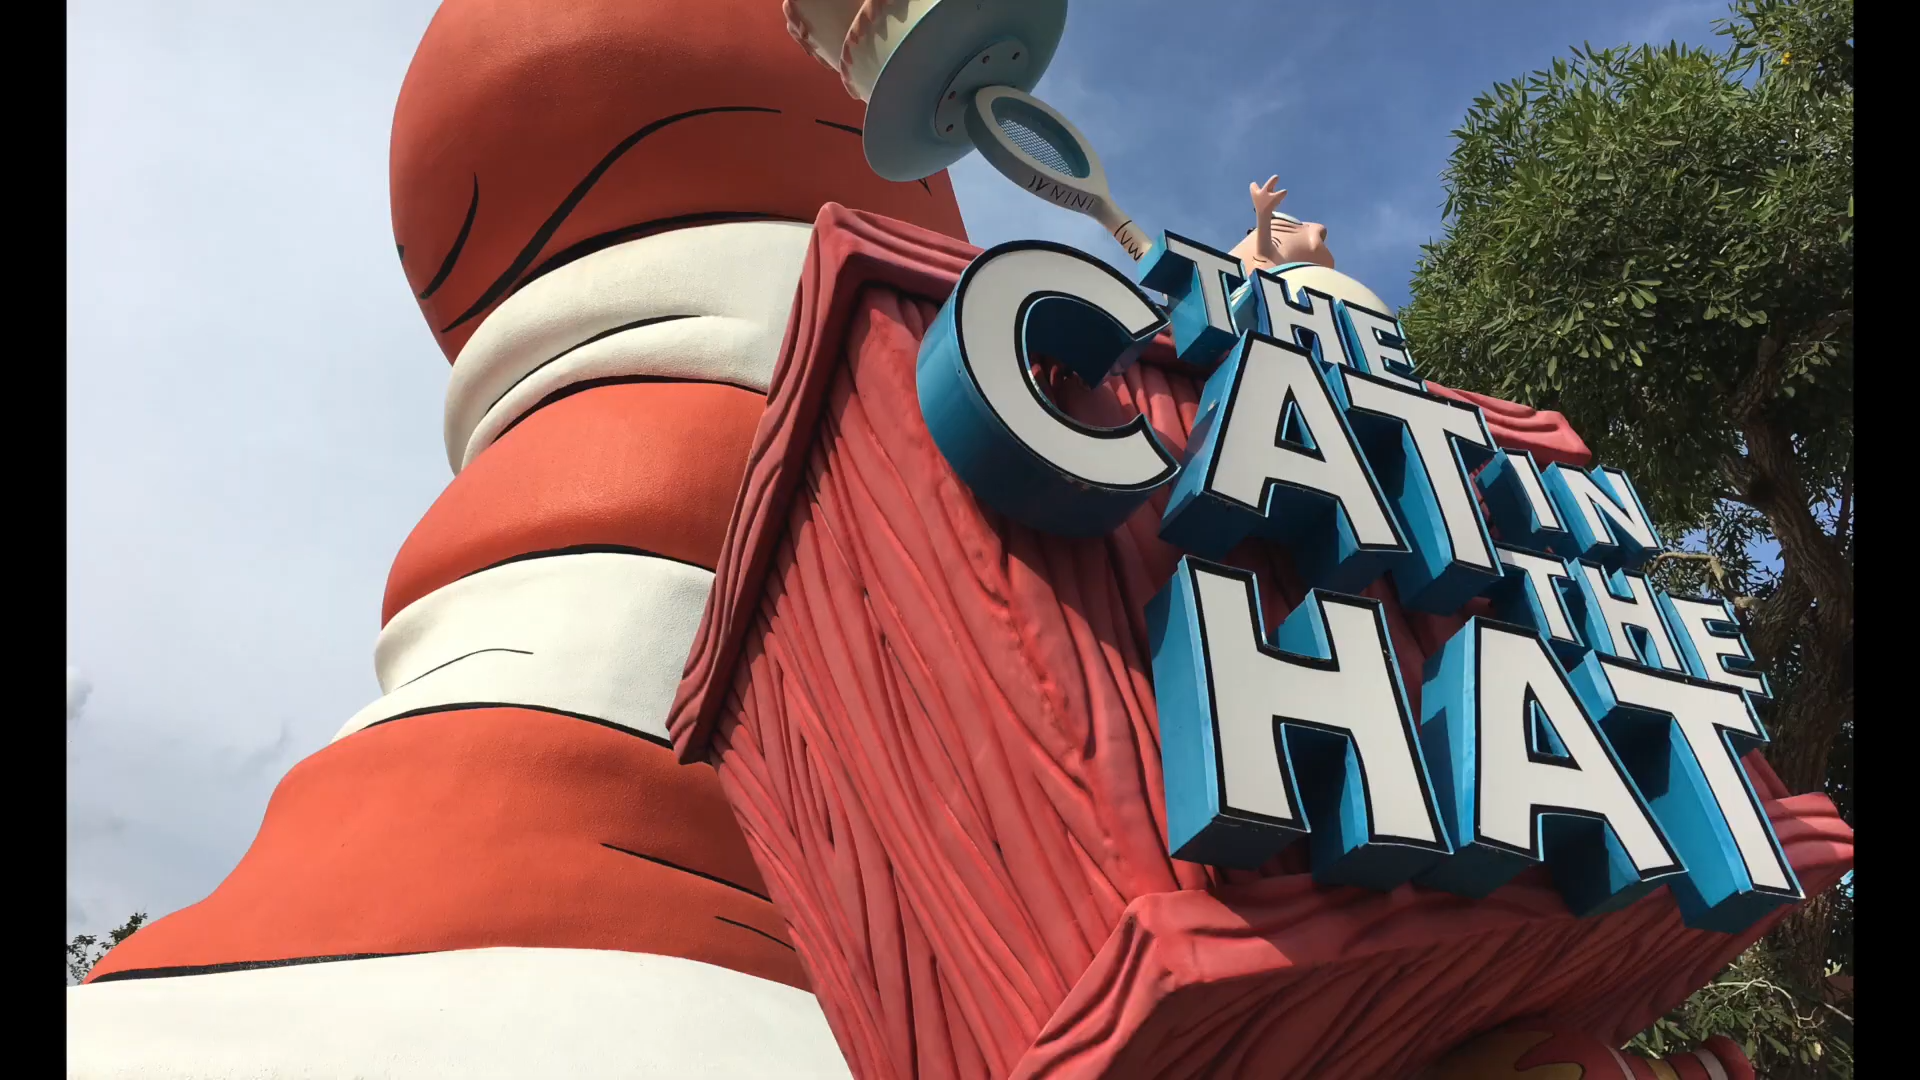 THE
CAT IN
THE
HAT